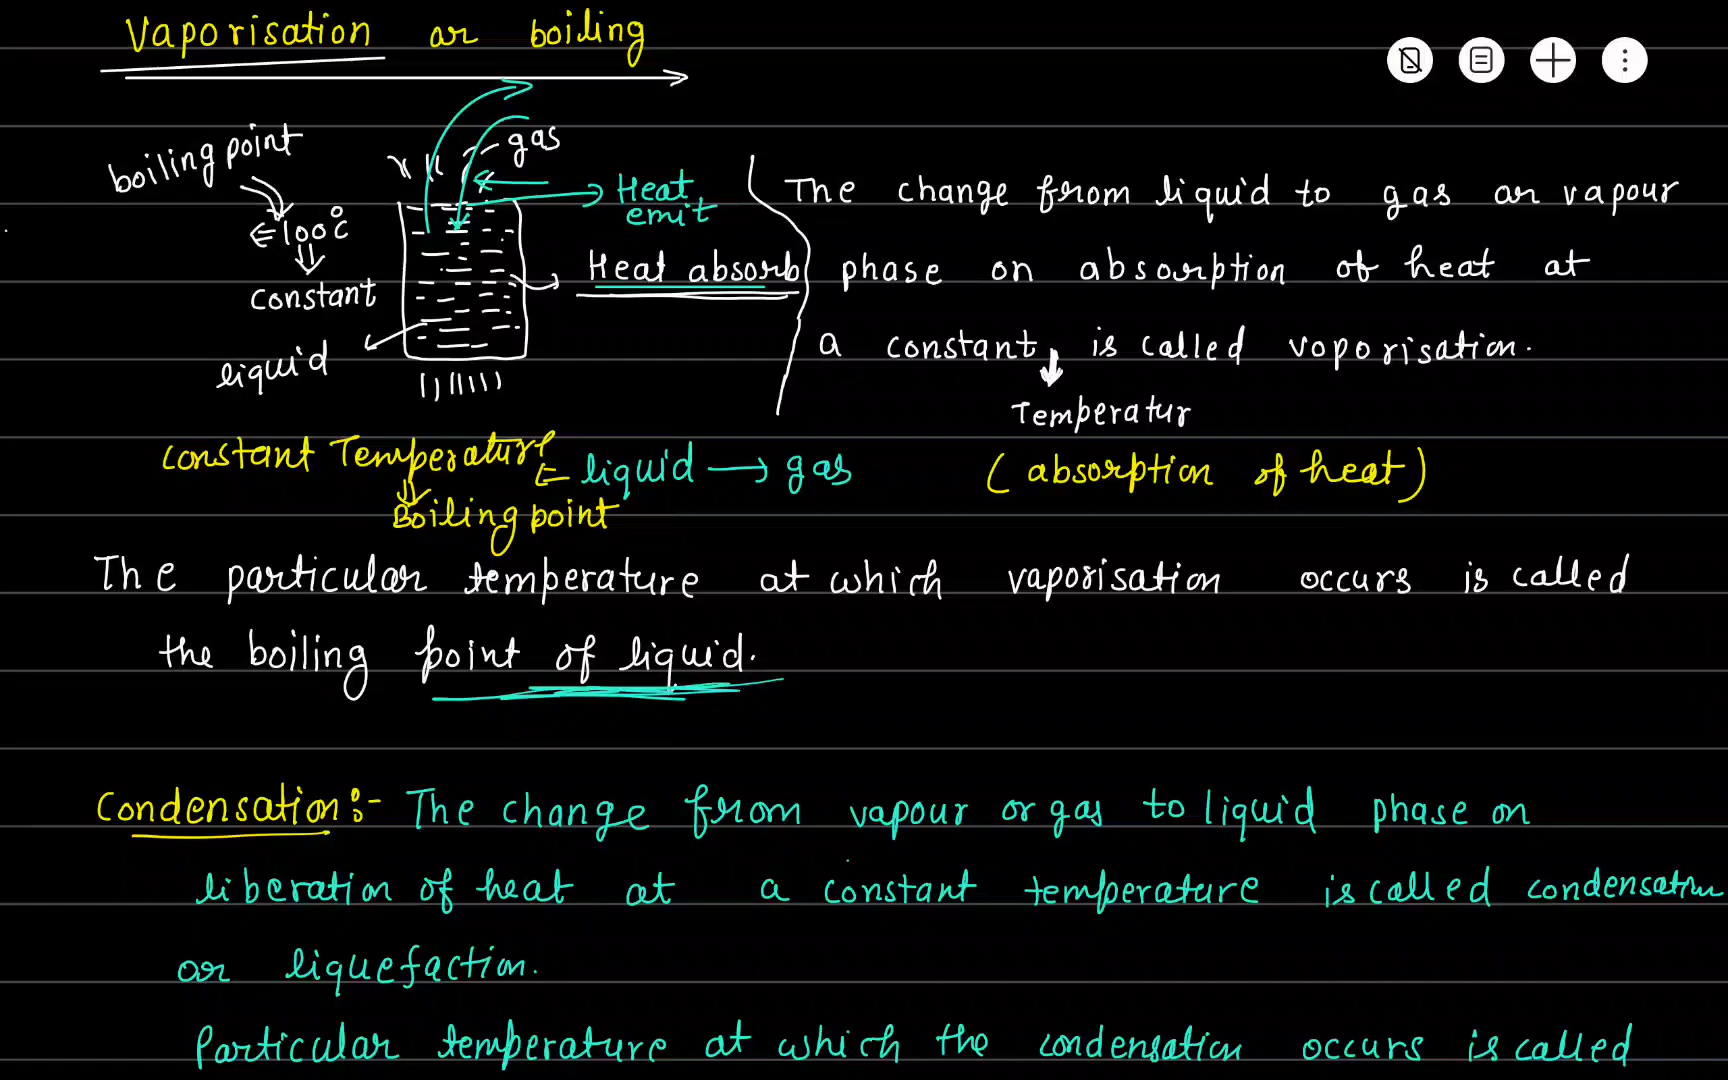 Vaporisation or boiling
boiling point
gas
100°C
constant
liquid
Heat
emit
Heat absorb
The change from liquid to gas or vapour
phase on absorption of heat at
a constant is called voporisation.
Temperatur
constant Temperature
liquid → gas (absorption of heat)
Boiling point
The particular temperature at which vaporisation occurs is called
the boiling point of liquid.
Condensation:- The change from vapour or gas to liquid phase on
liberation of heat at a constant temperature is called condensation
or liquefaction.
Particular temperature at which the condensation occurs is called